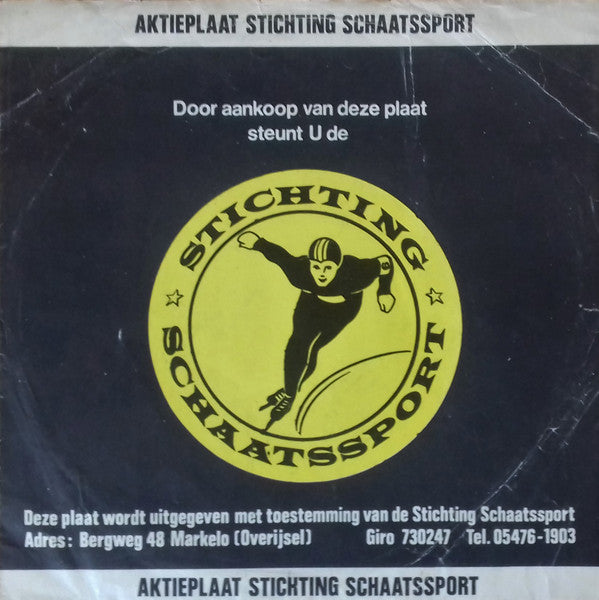 AKTIEPLAAT STICHTING SCHAATSSPORT
Door aankoop van deze plaat
steunt U de
STICHTING
SCHAATSSPORT
Deze plaat wordt uitgegeven met toestemming van de Stichting Schaatssport
Adres: Bergweg 48 Markelo (Overijsel) Giro 730247 Tel. 05476-1903
AKTIEPLAAT STICHTING SCHAATSSPORT